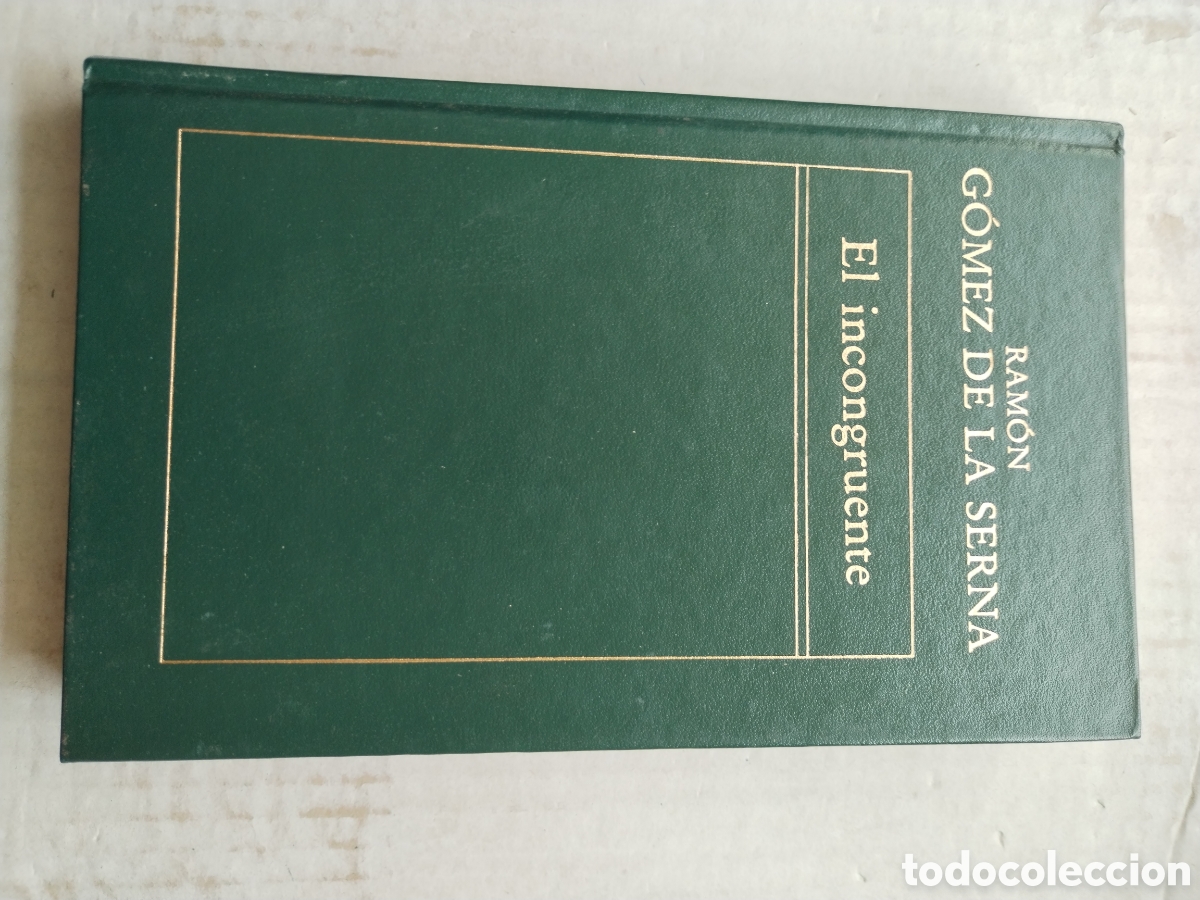 RAMÓN
GÓMEZ DE LA SERNA
El incongruente
todocoleccion